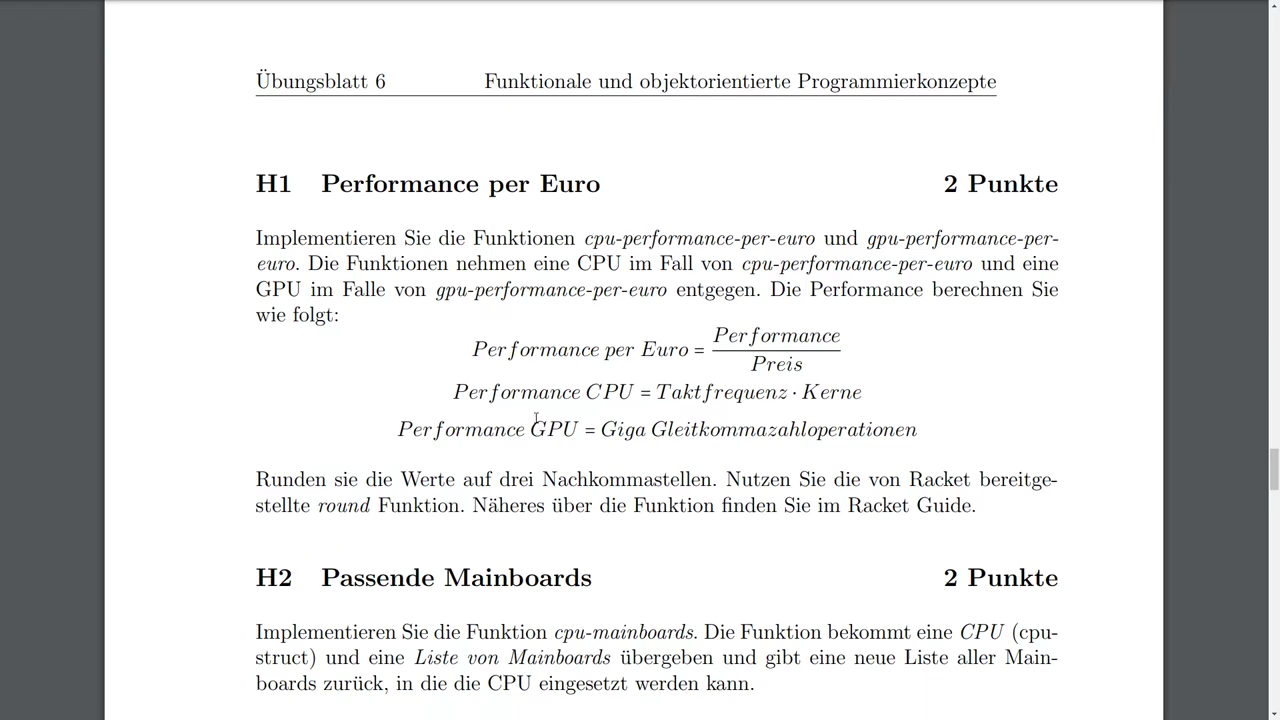 Übungsblatt 6 Funktionale und objektorientierte Programmierkonzepte
H1 Performance per Euro 2 Punkte
Implementieren Sie die Funktionen cpu-performance-per-euro und gpu-performance-per-
euro. Die Funktionen nehmen eine CPU im Fall von cpu-performance-per-euro und eine
GPU im Falle von gpu-performance-per-euro entgegen. Die Performance berechnen Sie
wie folgt:
Performance per Euro = Performance / Preis
Performance CPU = Taktfrequenz · Kerne
Performance GPU = Giga Gleitkommazahloperationen
Runden sie die Werte auf drei Nachkommastellen. Nutzen Sie die von Racket bereitge-
stellte round Funktion. Näheres über die Funktion finden Sie im Racket Guide.
H2 Passende Mainboards 2 Punkte
Implementieren Sie die Funktion cpu-mainboards. Die Funktion bekommt eine CPU (cpu-
struct) und eine Liste von Mainboards übergeben und gibt eine neue Liste aller Main-
boards zurück, in die die CPU eingesetzt werden kann.